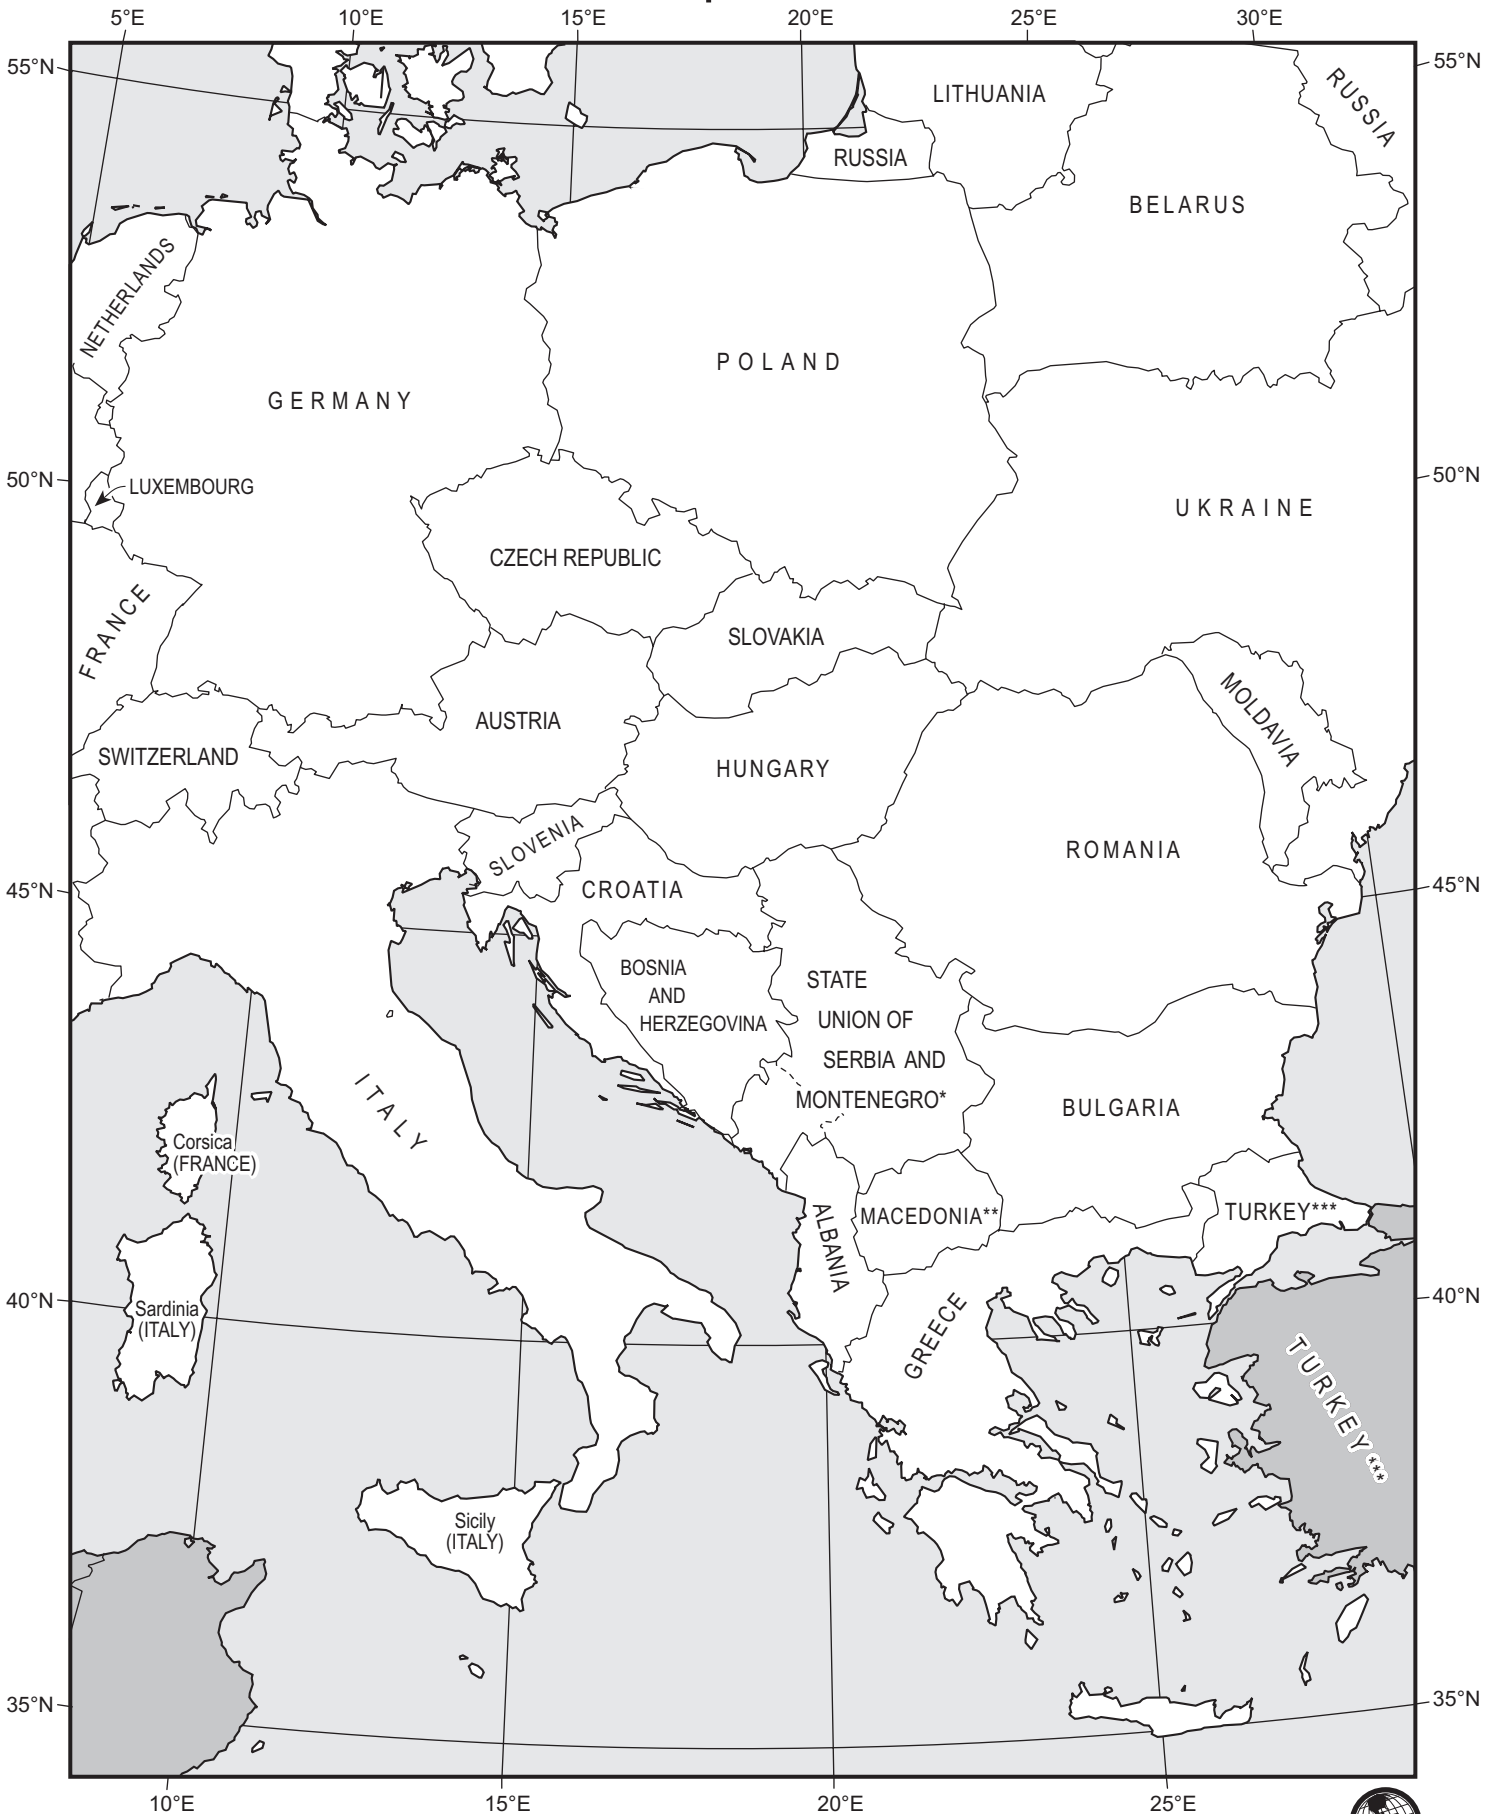 5°E 10°E 15°E 20°E 25°E 30°E
55°N
55°N
LITHUANIA
RUSSIA
RUSSIA
BELARUS
NETHERLANDS
POLAND
GERMANY
50°N
LUXEMBOURG
50°N
UKRAINE
CZECH REPUBLIC
FRANCE
SLOVAKIA
MOLDAVIA
AUSTRIA
SWITZERLAND
HUNGARY
ROMANIA
SLOVENIA
45°N
CROATIA
45°N
BOSNIA
AND
HERZEGOVINA
STATE
UNION OF
SERBIA AND
MONTENEGRO*
ITALY
BULGARIA
Corsica
(FRANCE)
ALBANIA
MACEDONIA**
TURKEY***
40°N
Sardinia
(ITALY)
GREECE
40°N
TURKEY***
Sicily
(ITALY)
35°N
35°N
10°E 15°E 20°E 25°E